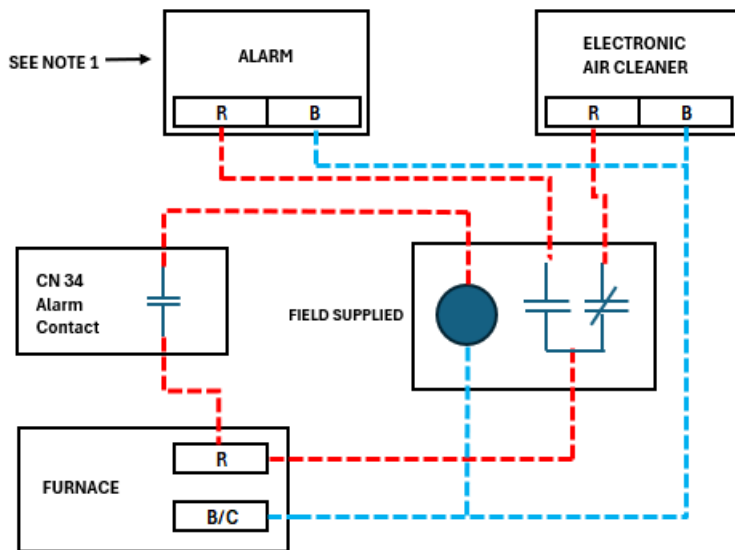 SEE NOTE 1
ALARM
R
B
ELECTRONIC
AIR CLEANER
R
B
CN 34
Alarm
Contact
FIELD SUPPLIED
FURNACE
R
B/C